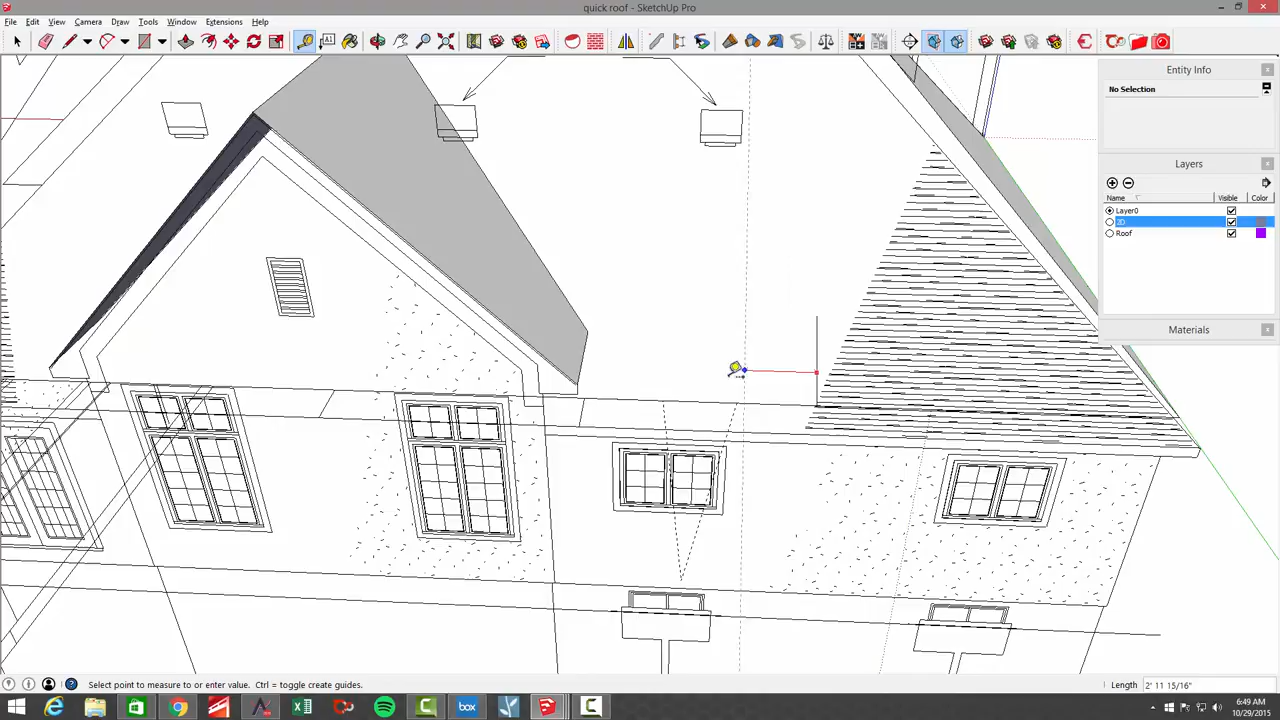 quick roof - SketchUp Pro
File Edit View Camera Draw Tools Window Extensions Help
Entity Info
No Selection
Layers
Name Visible Color
Layer0
2D
Roof
Materials
Select point to measure to or enter value. Ctrl = toggle create guides.
Length 2' 11 15/16"
box
6:49 AM
10/29/2015